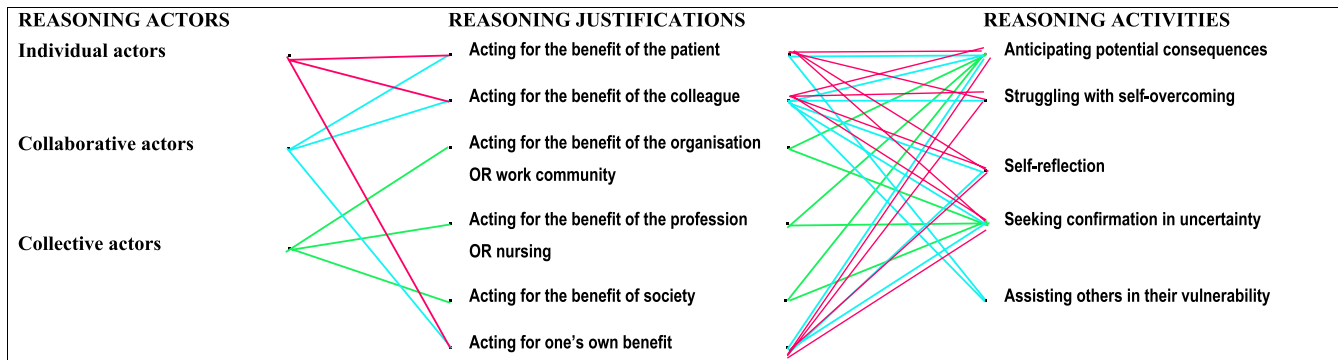 REASONING ACTORS
Individual actors
Collaborative actors
Collective actors
REASONING JUSTIFICATIONS
Acting for the benefit of the patient
Acting for the benefit of the colleague
Acting for the benefit of the organisation
OR work community
Acting for the benefit of the profession
OR nursing
Acting for the benefit of society
Acting for one's own benefit
REASONING ACTIVITIES
Anticipating potential consequences
Struggling with self-overcoming
Self-reflection
Seeking confirmation in uncertainty
Assisting others in their vulnerability